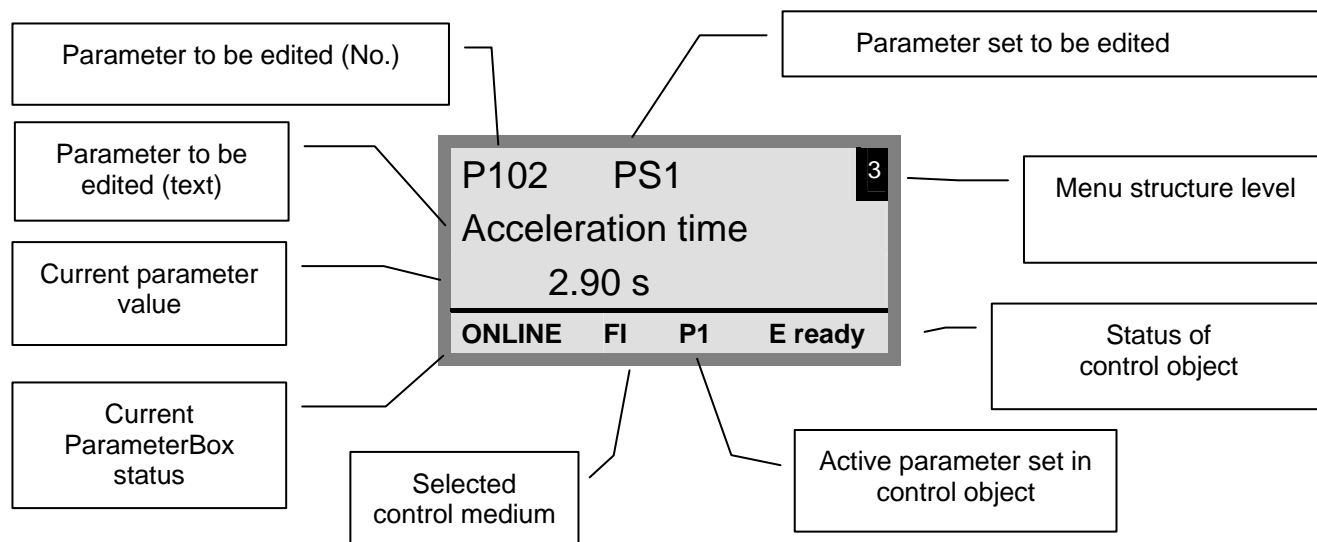 Parameter to be edited (No.)
Parameter set to be edited
Parameter to be
edited (text)
P102 PS1 3
Menu structure level
Acceleration time
Current parameter
value
2.90 s
ONLINE FI P1 E ready
Status of
control object
Current
ParameterBox
status
Selected
control medium
Active parameter set in
control object